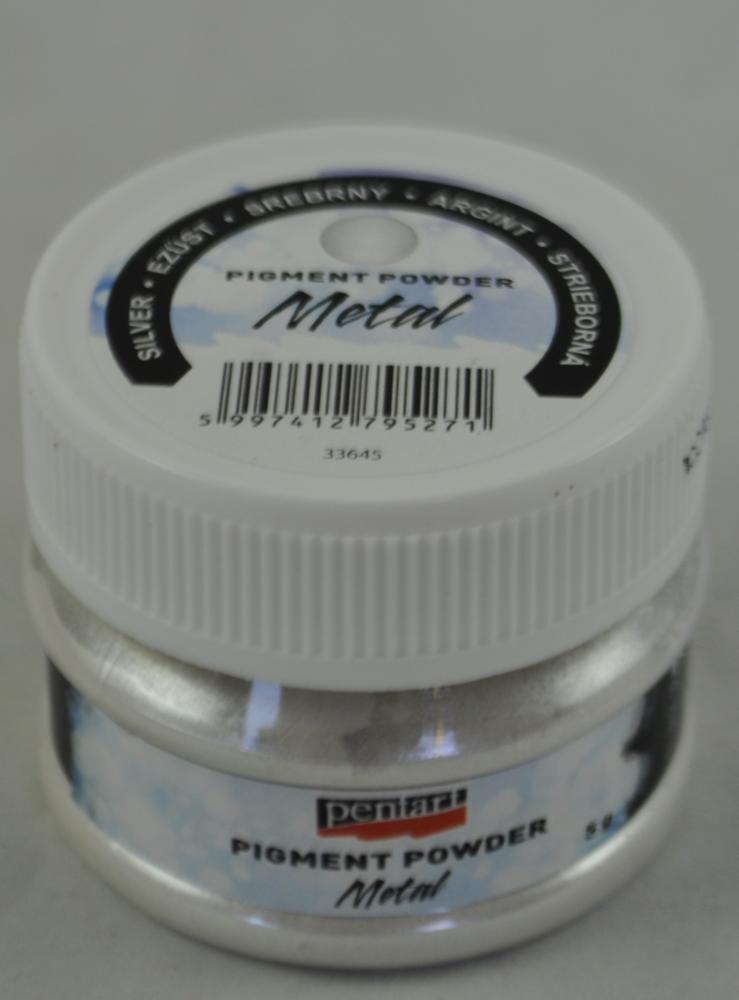 SILVER • EZÜST • SREBRNY • ARGINT • STRIEBORNÁ
PIGMENT POWDER
Metal
5 997412 795271
33645
pentart
PIGMENT POWDER
5 g
Metal